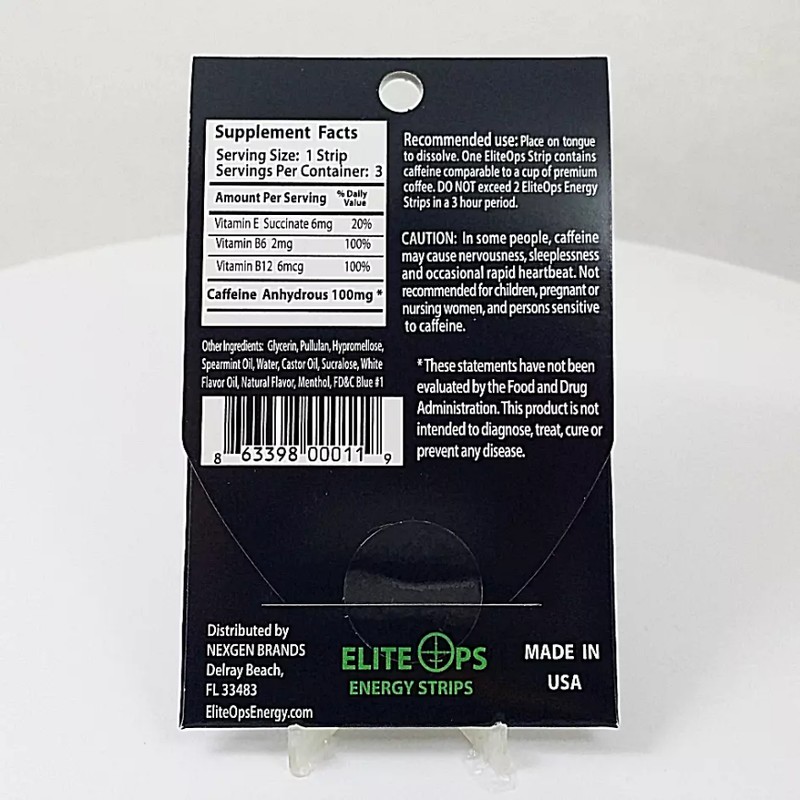 Supplement Facts
Serving Size: 1 Strip
Servings Per Container: 3
Amount Per Serving % Daily Value
Vitamin E Succinate 6mg 20%
Vitamin B6 2mg 100%
Vitamin B12 6mcg 100%
Caffeine Anhydrous 100mg *
Other Ingredients: Glycerin, Pullulan, Hypromellose,
Spearmint Oil, Water, Castor Oil, Sucralose, White
Flavor Oil, Natural Flavor, Menthol, FD&C Blue #1
8 63398 00011 9
Recommended use: Place on tongue
to dissolve. One EliteOps Strip contains
caffeine comparable to a cup of premium
coffee. DO NOT exceed 2 EliteOps Energy
Strips in a 3 hour period.
CAUTION: In some people, caffeine
may cause nervousness, sleeplessness
and occasional rapid heartbeat. Not
recommended for children, pregnant or
nursing women, and persons sensitive
to caffeine.
*These statements have not been
evaluated by the Food and Drug
Administration. This product is not
intended to diagnose, treat, cure or
prevent any disease.
Distributed by
NEXGEN BRANDS
Delray Beach,
FL 33483
EliteOpsEnergy.com
ELITE OPS
ENERGY STRIPS
MADE IN
USA